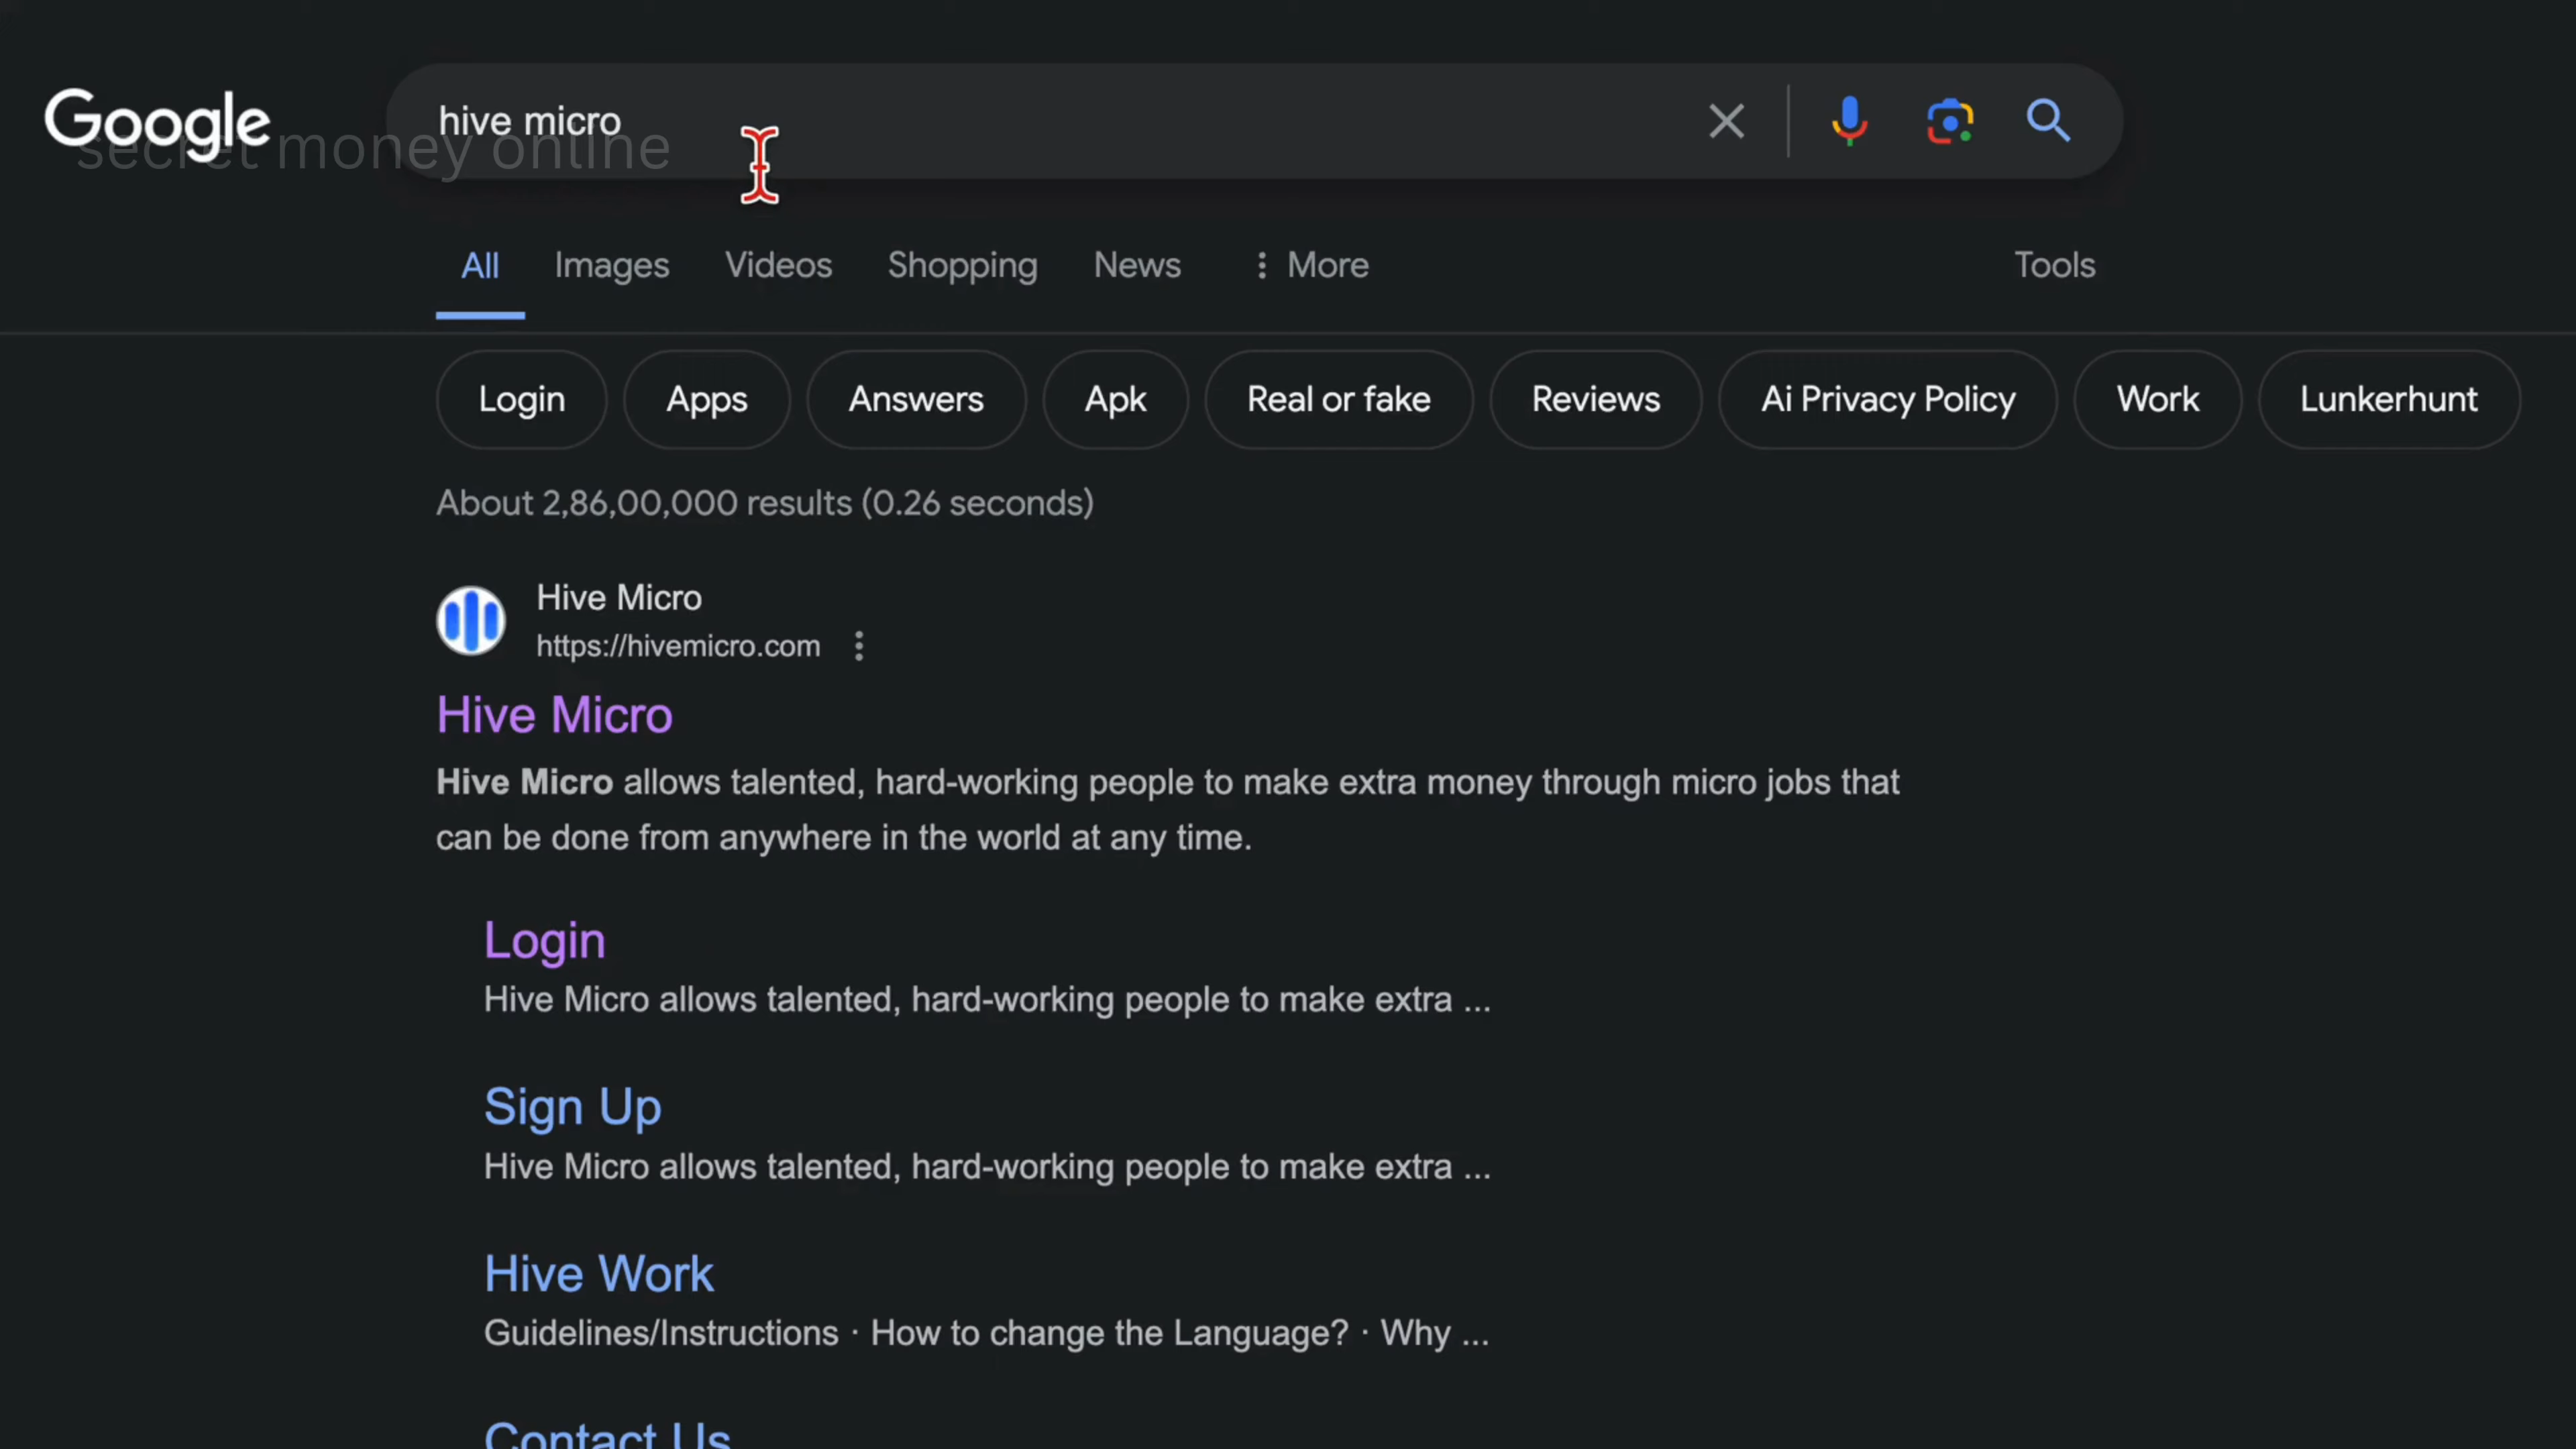 Google
hive micro
secret money online
All Images Videos Shopping News More Tools
Login Apps Answers Apk Real or fake Reviews Ai Privacy Policy Work Lunkerhunt
About 2,86,00,000 results (0.26 seconds)
Hive Micro
https://hivemicro.com
Hive Micro
Hive Micro allows talented, hard-working people to make extra money through micro jobs that
can be done from anywhere in the world at any time.
Login
Hive Micro allows talented, hard-working people to make extra ...
Sign Up
Hive Micro allows talented, hard-working people to make extra ...
Hive Work
Guidelines/Instructions · How to change the Language? · Why ...
Contact Us